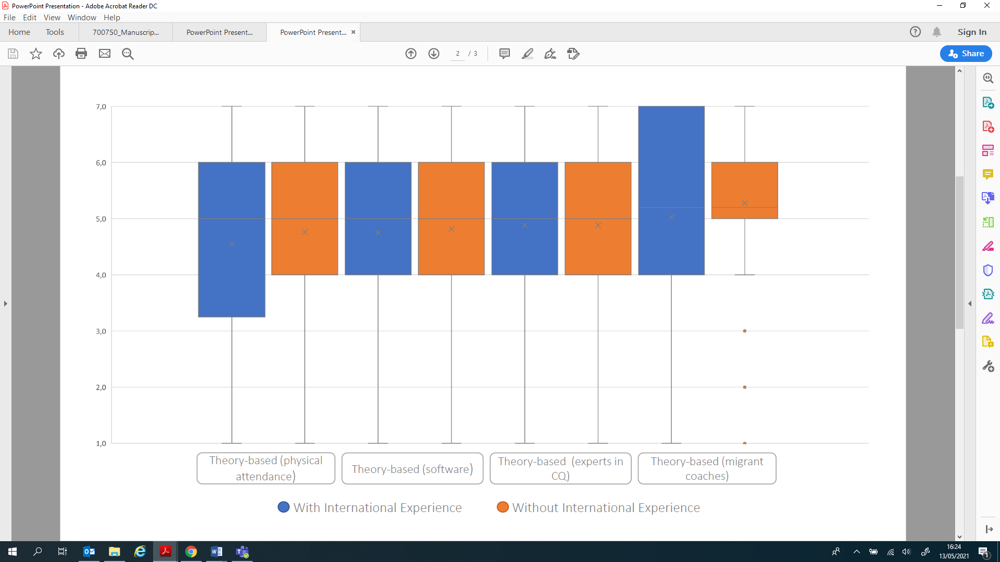 PowerPoint Presentation - Adobe Acrobat Reader DC
File Edit View Window Help
Home Tools 700750_Manuscrip... PowerPoint Present... PowerPoint Present... ×
? Sign In
2 / 3
Share
7,0
6,0
5,0
4,0
3,0
2,0
1,0
Theory-based (physical
attendance)
Theory-based (software)
Theory-based (experts in
CQ)
Theory-based (migrant
coaches)
With International Experience Without International Experience
16:24
13/05/2021
1